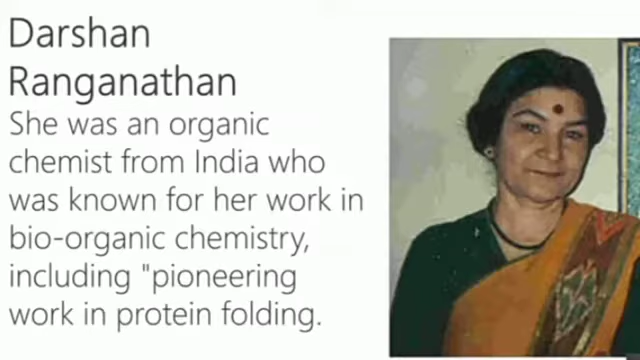 Darshan
Ranganathan
She was an organic
chemist from India who
was known for her work in
bio-organic chemistry,
including "pioneering
work in protein folding.